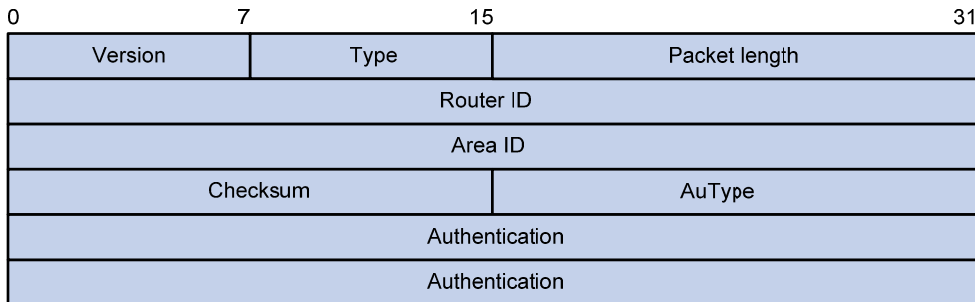 0 7 15 31
Version Type Packet length
Router ID
Area ID
Checksum AuType
Authentication
Authentication